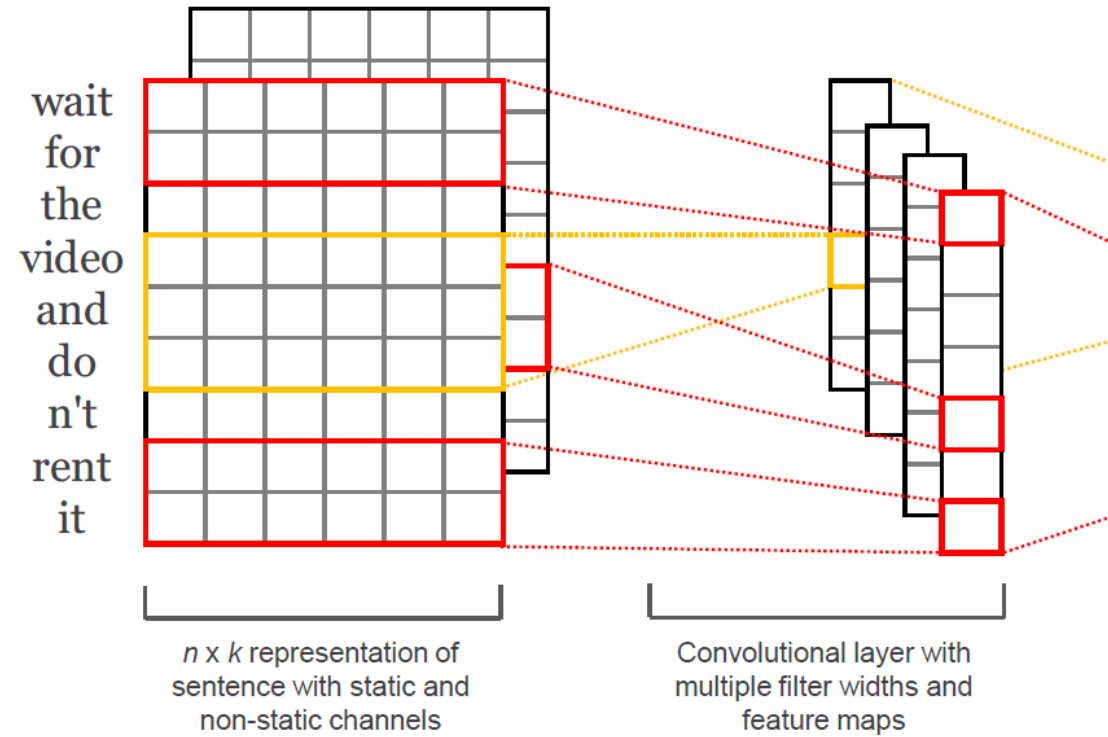 wait
for
the
video
and
do
n't
rent
it
n x k representation of
sentence with static and
non-static channels
Convolutional layer with
multiple filter widths and
feature maps